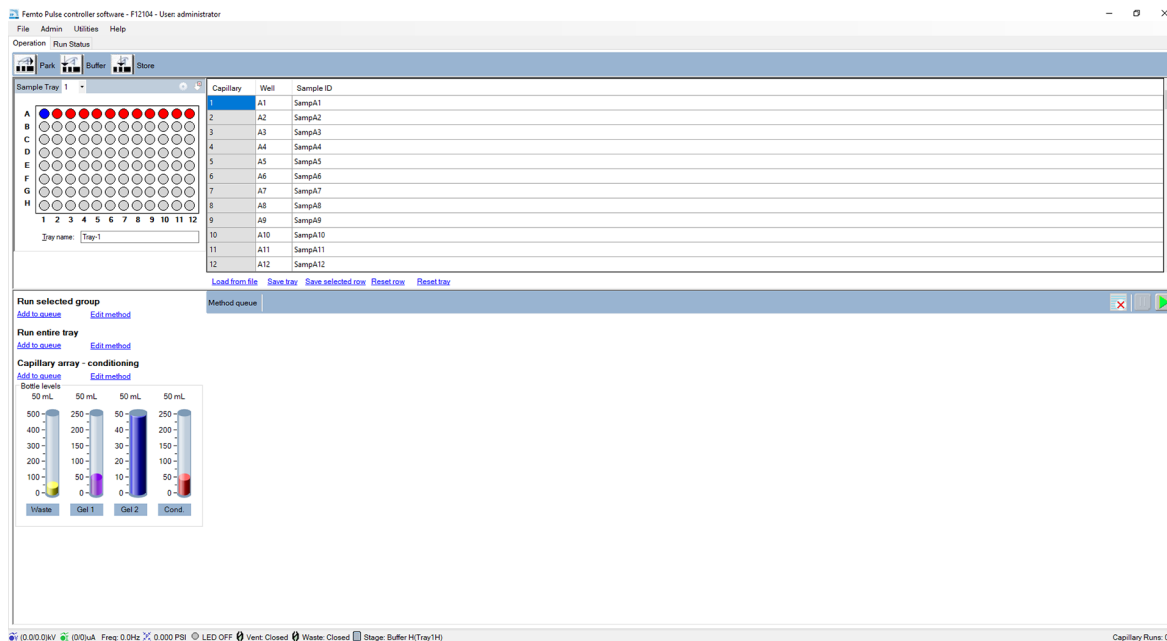 Femto Pulse controller software - F12104 - User: administrator
File Admin Utilities Help
Operation Run Status
Park Buffer Store
Sample Tray 1
Capillary Well Sample ID
1 A1 SampA1
2 A2 SampA2
3 A3 SampA3
4 A4 SampA4
5 A5 SampA5
6 A6 SampA6
7 A7 SampA7
8 A8 SampA8
9 A9 SampA9
10 A10 SampA10
11 A11 SampA11
12 A12 SampA12
A
B
C
D
E
F
G
H
1 2 3 4 5 6 7 8 9 10 11 12
Tray name: Tray-1
Load from file Save tray Save selected row Reset row Reset tray
Method queue
Run selected group
Add to queue Edit method
Run entire tray
Add to queue Edit method
Capillary array - conditioning
Add to queue Edit method
Bottle levels
50 mL 50 mL 50 mL 50 mL
500 250 50 250
400 200 40 200
300 150 30 150
200 100 20 100
100 50 10 50
0 0 0 0
Waste Gel 1 Gel 2 Cond.
(0.0/0.0)kV (0/0)uA Freq: 0.0Hz 0.000 PSI LED OFF Vent: Closed Waste: Closed Stage: Buffer H(Tray1H) Capillary Runs: